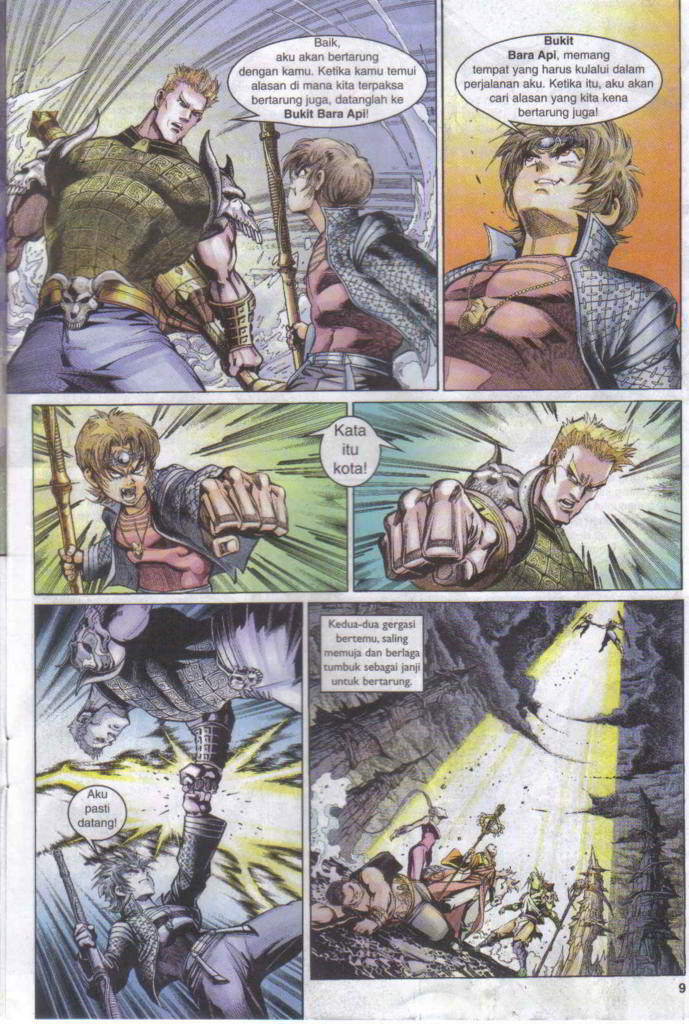 Baik,
aku akan bertarung
dengan kamu. Ketika kamu temui
alasan di mana kita terpaksa
bertarung juga, datanglah ke
Bukit Bara Api!
Bukit
Bara Api, memang
tempat yang harus kulalui dalam
perjalanan aku. Ketika itu, aku akan
cari alasan yang kita kena
bertarung juga!
Kata
itu
kota!
Aku
pasti
datang!
Kedua-dua gergasi
bertemu, saling
memuja dan berlaga
tumbuk sebagai janji
untuk bertarung.
9